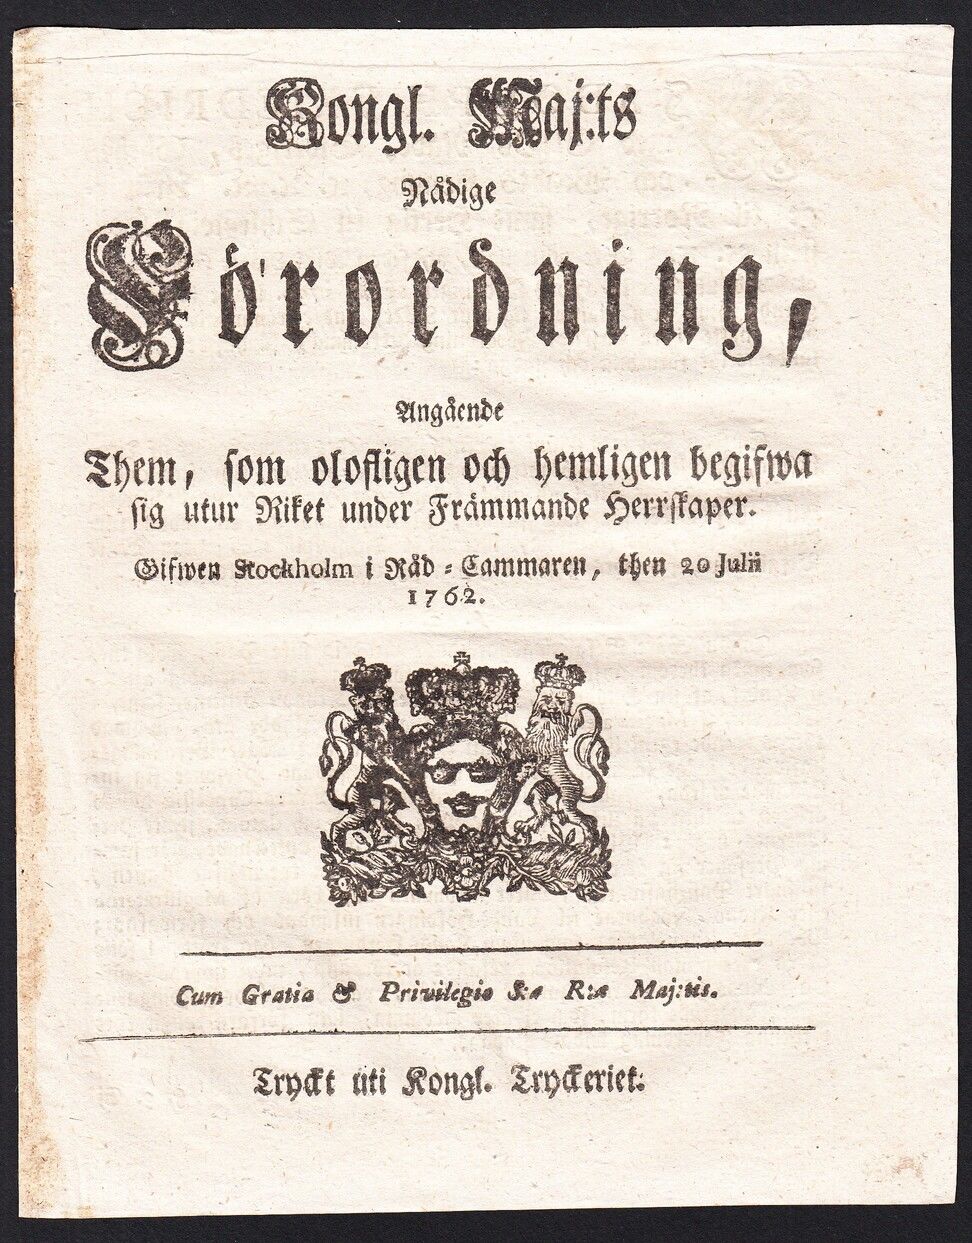 Kongl. Maj:ts
Nådige
Förordning,
Angående
Them, som olofligen och hemligen begifwa
sig utur Riket under Främmande Herrskaper.
Gifwen Stockholm i Råd-Cammaren, then 20 Julii
1762.
Cum Gratia & Privilegio S:æ R:æ Maj:tis.
Tryckt uti Kongl. Tryckeriet: